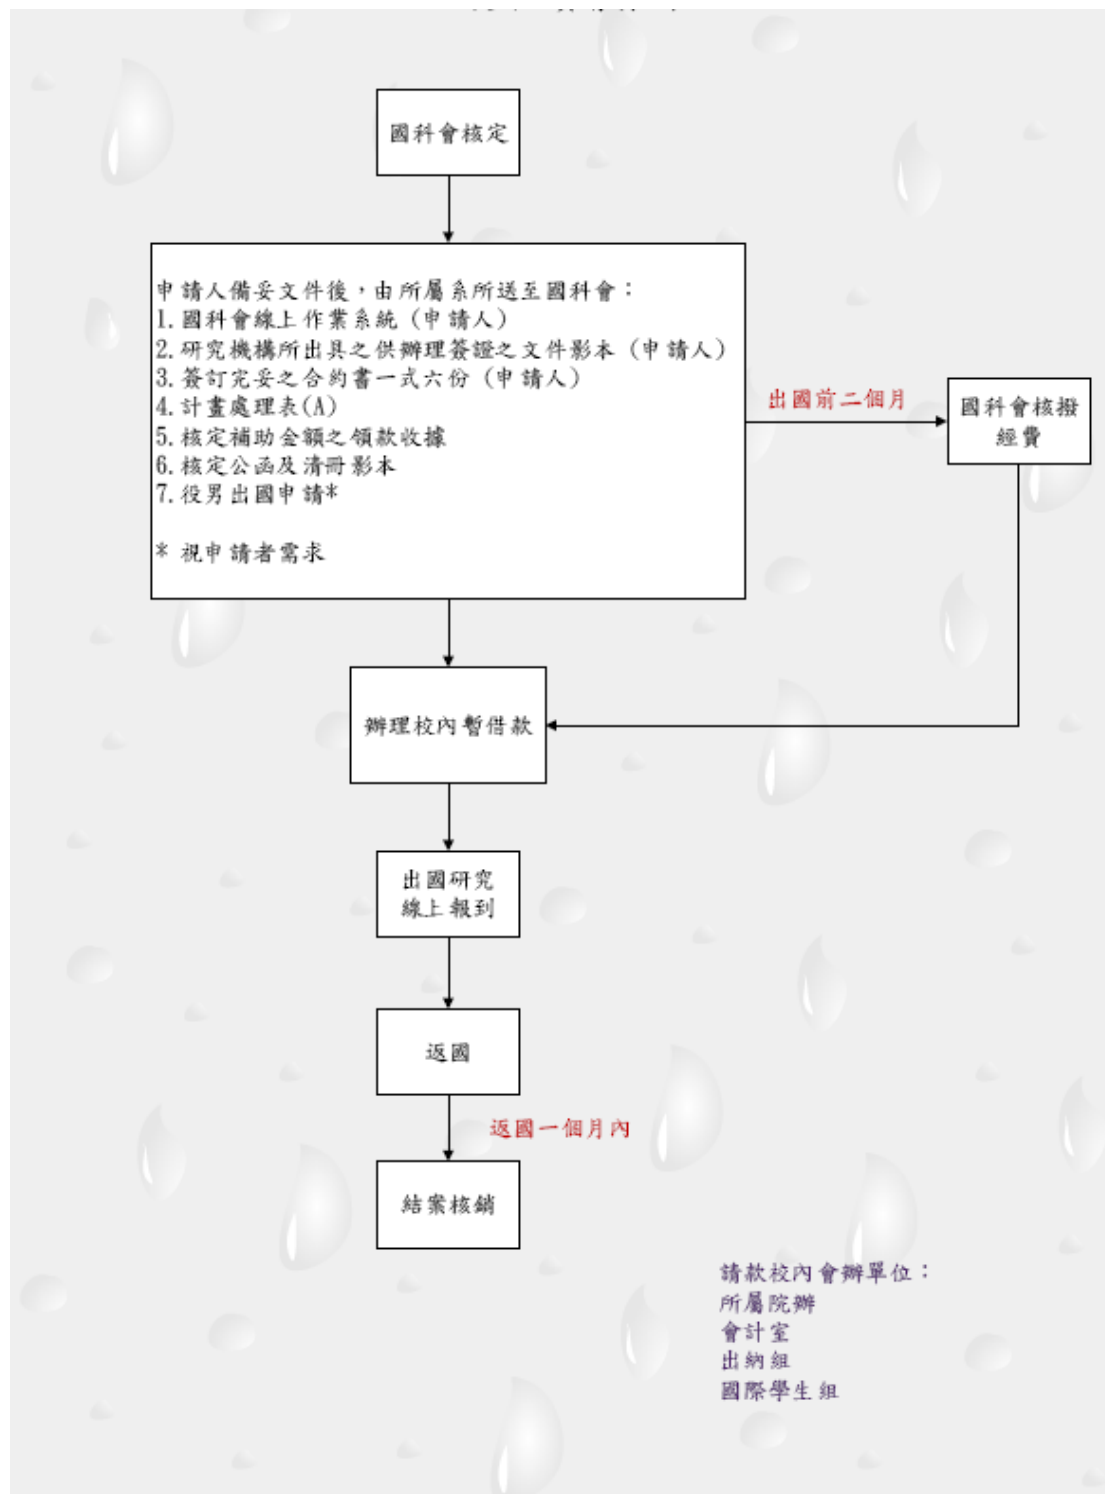 國科會核定
申請人備妥文件後，由所屬系所送至國科會：
1.國科會線上作業系統 (申請人)
2.研究機構所出具之供辦理簽證之文件影本 (申請人)
3.簽訂完妥之合約書一式六份 (申請人)
4.計畫處理表(A)
5.核定補助金額之領款收據
6.核定公函及清冊影本
7.役男出國申請*
* 視申請者需求
出國前二個月
國科會核撥
經費
辦理校內暫借款
出國研究
線上報到
返國
返國一個月內
結案核銷
請款校內會辦單位：
所屬院辦
會計室
出納組
國際學生組